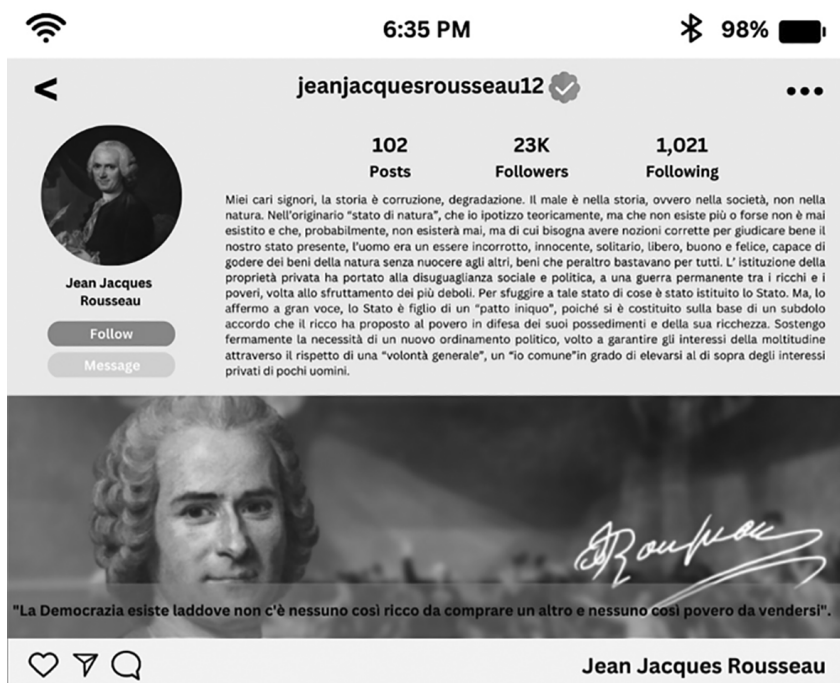 6:35 PM
98%
<
jeanjacquesrousseau12
102
23K
1,021
Posts
Followers
Following
Miei cari signori, la storia è corruzione, degradazione. Il male è nella storia, ovvero nella società, non nella
natura. Nell'originario “stato di natura”, che io ipotizzo teoricamente, ma che non esiste più o forse non è mai
esistito e che, probabilmente, non esisterà mai, ma di cui bisogna avere nozioni corrette per giudicare bene il
nostro stato presente, l'uomo era un essere incorrotto, innocente, solitario, libero, buono e felice, capace di
godere dei beni della natura senza nuocere agli altri, beni che peraltro bastavano per tutti. L' istituzione della
proprietà privata ha portato alla disuguaglianza sociale e politica, a una guerra permanente tra i ricchi e i
poveri, volta allo sfruttamento dei più deboli. Per sfuggire a tale stato di cose è stato istituito lo Stato. Ma, lo
affermo a gran voce, lo Stato è figlio di un “patto iniquo”, poiché si è costituito sulla base di un subdolo
accordo che il ricco ha proposto al povero in difesa dei suoi possedimenti e della sua ricchezza. Sostengo
fermamente la necessità di un nuovo ordinamento politico, volto a garantire gli interessi della moltitudine
attraverso il rispetto di una “volontà generale”, un “io comune”in grado di elevarsi al di sopra degli interessi
privati di pochi uomini.
Jean Jacques
Rousseau
Follow
Message
JJRousseau
"La Democrazia esiste laddove non c'è nessuno così ricco da comprare un altro e nessuno così povero da vendersi".
Jean Jacques Rousseau